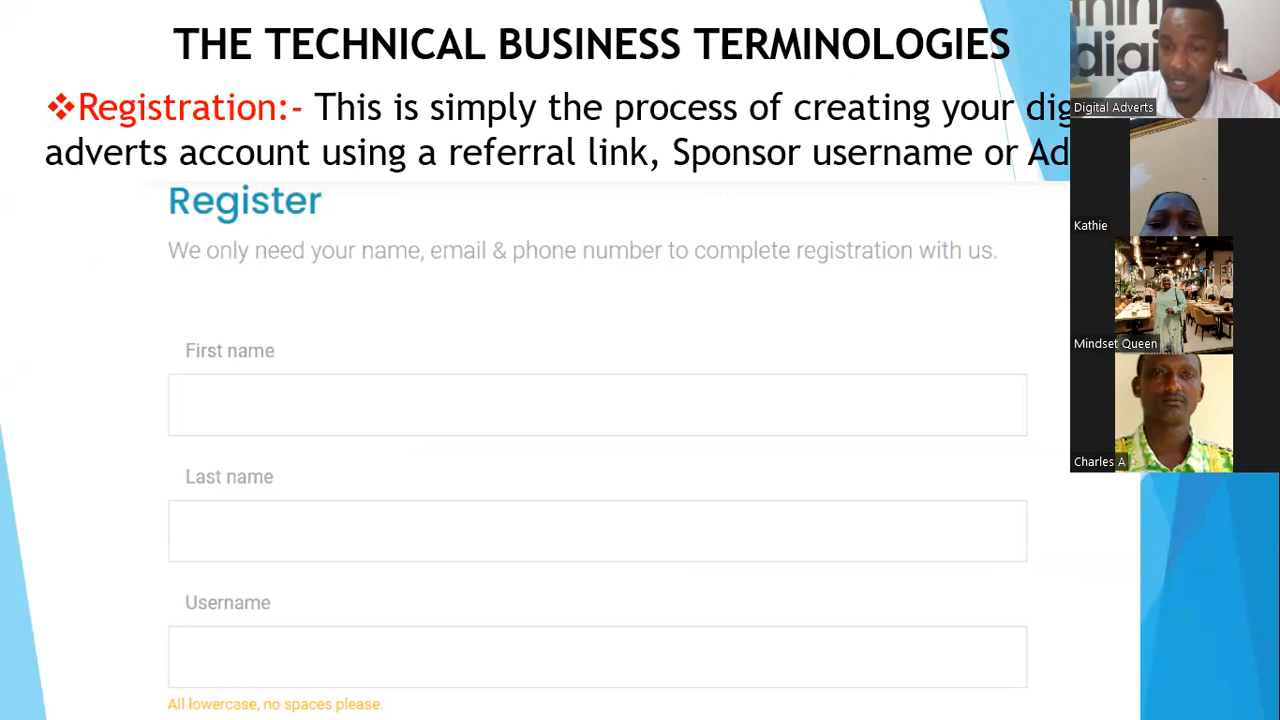 THE TECHNICAL BUSINESS TERMINOLOGIES
❖Registration:- This is simply the process of creating your
adverts account using a referral link, Sponsor username or
Register
We only need your name, email & phone number to complete registration with us.
First name
Last name
Username
All lowercase, no spaces please.
digital
Digital Adverts
Kathie
Mindset Queen
Charles A